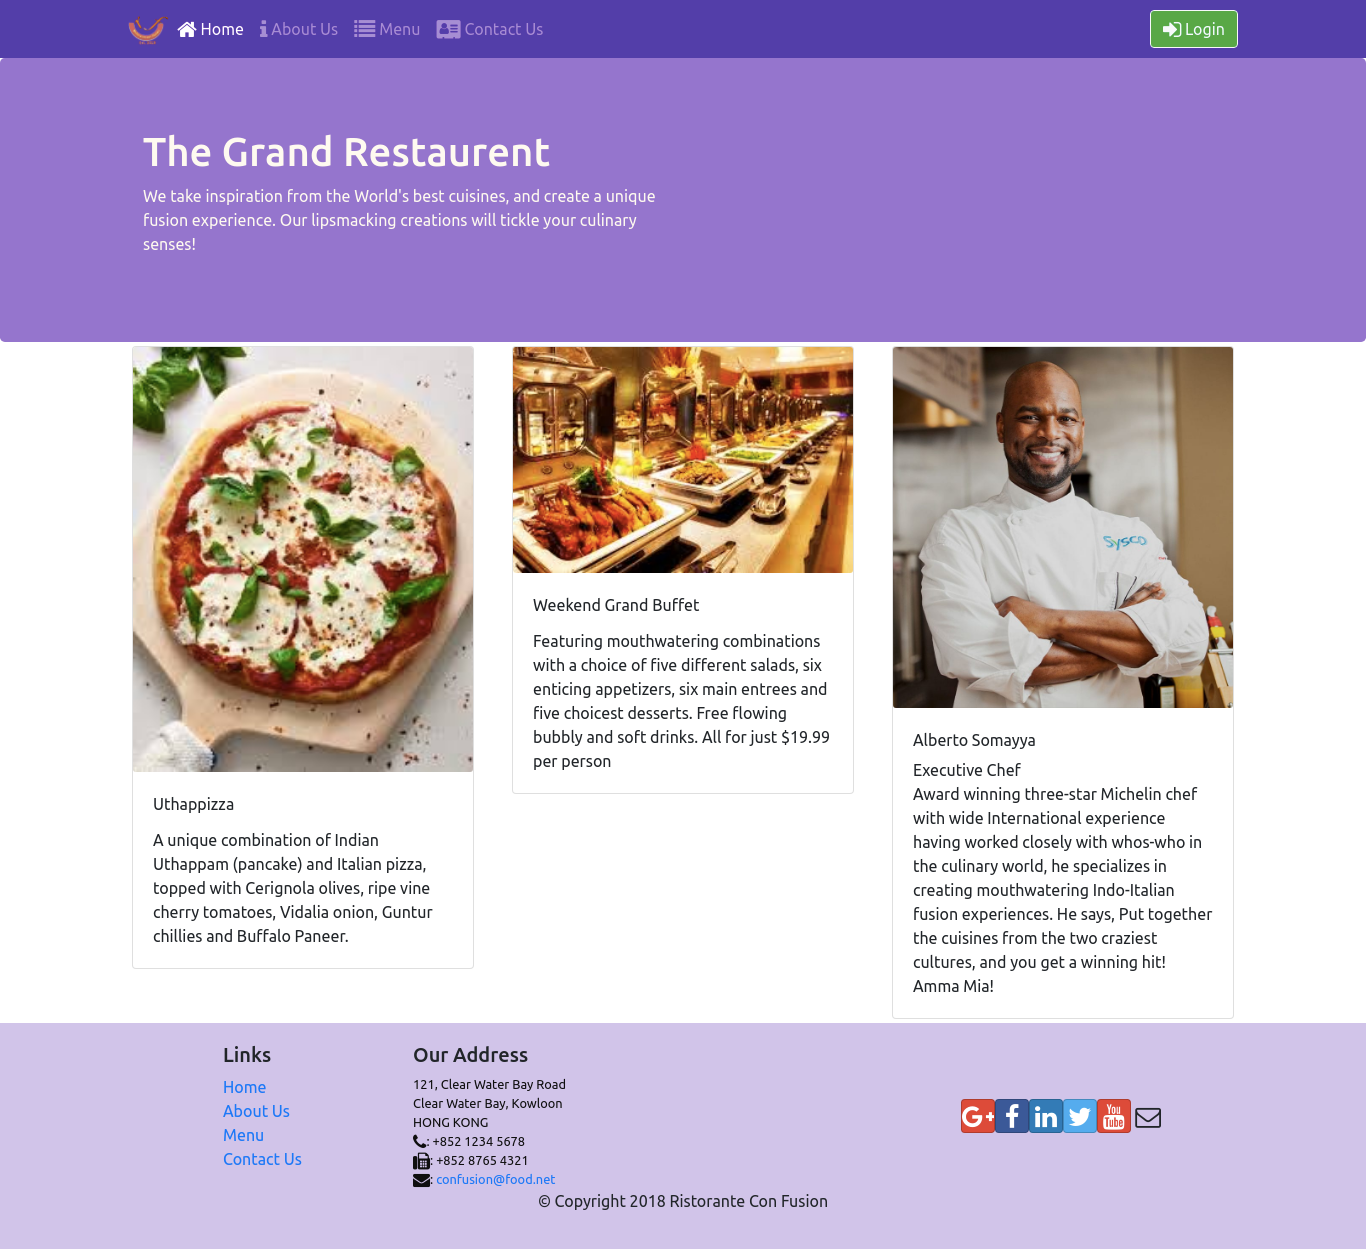 Home About Us Menu Contact Us Login
The Grand Restaurent
We take inspiration from the World's best cuisines, and create a unique
fusion experience. Our lipsmacking creations will tickle your culinary
senses!
Uthappizza
A unique combination of Indian
Uthappam (pancake) and Italian pizza,
topped with Cerignola olives, ripe vine
cherry tomatoes, Vidalia onion, Guntur
chillies and Buffalo Paneer.
Weekend Grand Buffet
Featuring mouthwatering combinations
with a choice of five different salads, six
enticing appetizers, six main entrees and
five choicest desserts. Free flowing
bubbly and soft drinks. All for just $19.99
per person
Sysco
Alberto Somayya
Executive Chef
Award winning three-star Michelin chef
with wide International experience
having worked closely with whos-who in
the culinary world, he specializes in
creating mouthwatering Indo-Italian
fusion experiences. He says, Put together
the cuisines from the two craziest
cultures, and you get a winning hit!
Amma Mia!
Links
Home
About Us
Menu
Contact Us
Our Address
121, Clear Water Bay Road
Clear Water Bay, Kowloon
HONG KONG
: +852 1234 5678
: +852 8765 4321
: confusion@food.net
G+ f in You Tube
© Copyright 2018 Ristorante Con Fusion